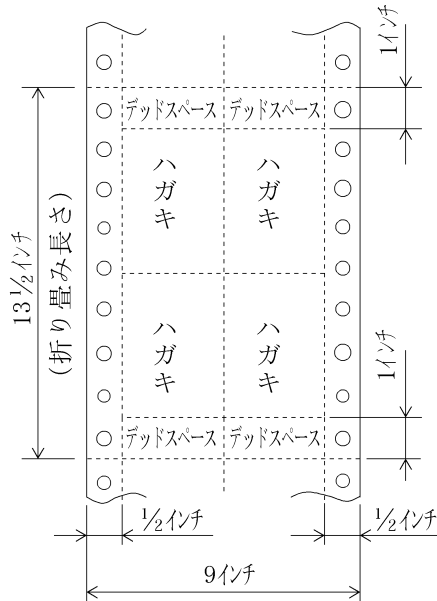 1インチ
デッドスペース デッドスペース
ハガキ ハガキ
13 1/2インチ
(折り畳み長さ)
ハガキ ハガキ
1インチ
デッドスペース デッドスペース
1/2インチ 1/2インチ
9インチ